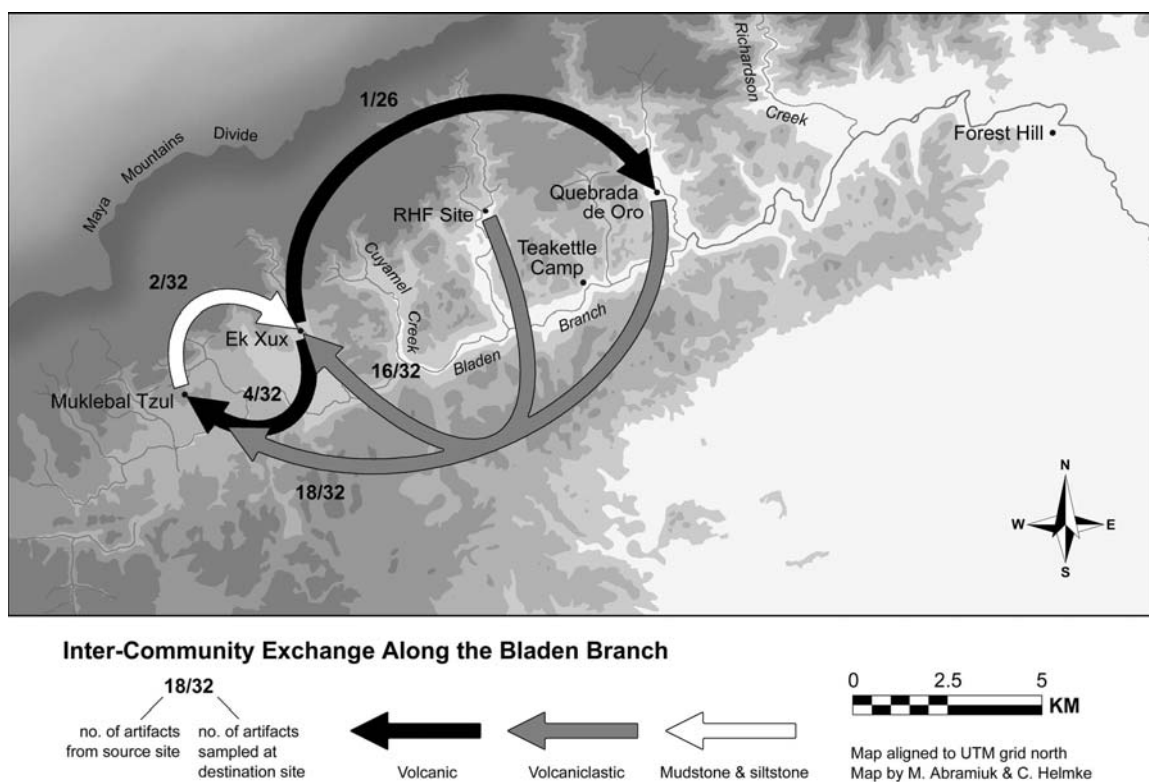 1/26
Richardson
Creek
Forest Hill
Maya Mountains Divide
Quebrada
de Oro
RHF Site
Teakettle
Camp
Cuyamel
Creek
2/32
Ek Xux
Bladen Branch
16/32
4/32
Muklebal Tzul
18/32
N
W E
S
Inter-Community Exchange Along the Bladen Branch
18/32
no. of artifacts
from source site
no. of artifacts
sampled at
destination site
Volcanic
Volcaniclastic
Mudstone & siltstone
0 2.5 5
KM
Map aligned to UTM grid north
Map by M. Abramiuk & C. Helmke